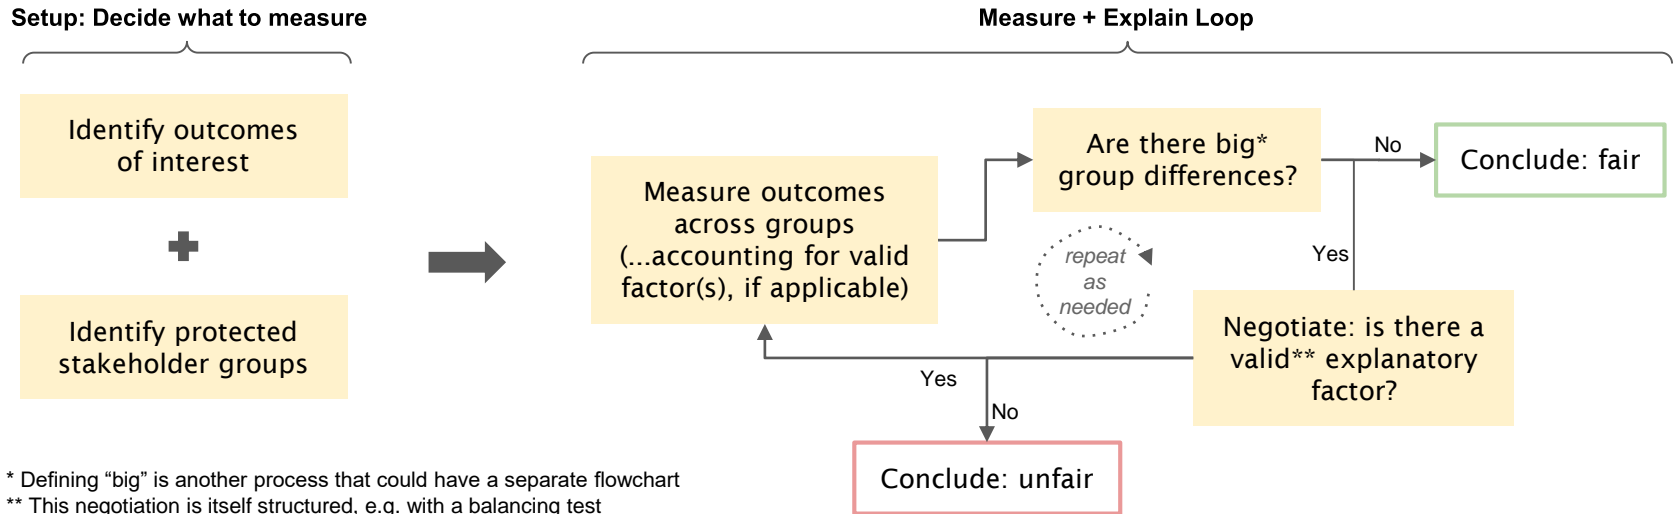 Setup: Decide what to measure
Identify outcomes
of interest
Identify protected
stakeholder groups
Measure + Explain Loop
Measure outcomes
across groups
(...accounting for valid
factor(s), if applicable)
Are there big*
group differences?
No
Conclude: fair
Yes
repeat
as
needed
Negotiate: is there a
valid** explanatory
factor?
Yes
No
Conclude: unfair
* Defining “big” is another process that could have a separate flowchart
** This negotiation is itself structured, e.g. with a balancing test